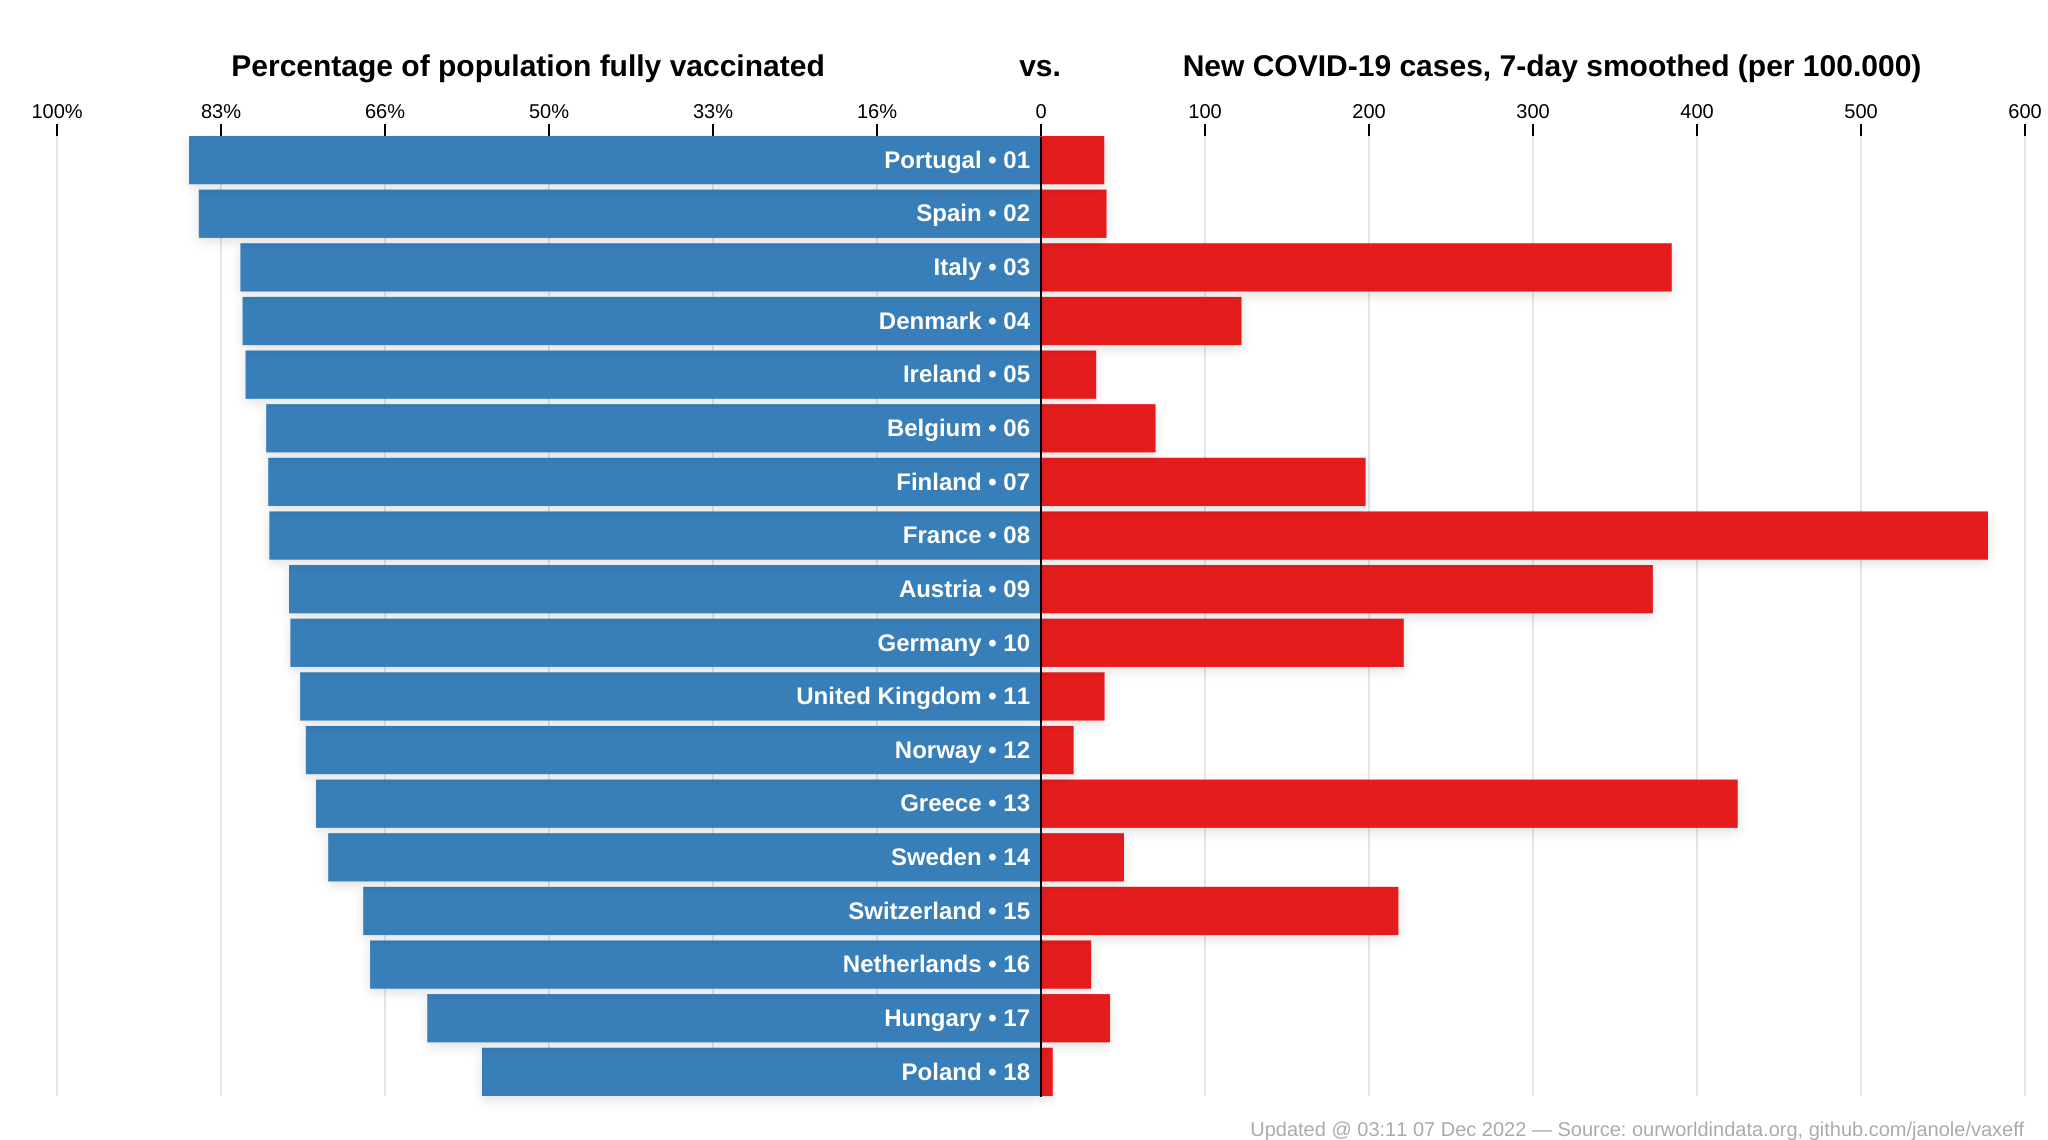 Percentage of population fully vaccinated vs. New COVID-19 cases, 7-day smoothed (per 100.000)
100% 83% 66% 50% 33% 16% 0 100 200 300 400 500 600
Portugal • 01
Spain • 02
Italy • 03
Denmark • 04
Ireland • 05
Belgium • 06
Finland • 07
France • 08
Austria • 09
Germany • 10
United Kingdom • 11
Norway • 12
Greece • 13
Sweden • 14
Switzerland • 15
Netherlands • 16
Hungary • 17
Poland • 18
Updated @ 03:11 07 Dec 2022 — Source: ourworldindata.org, github.com/janole/vaxeff